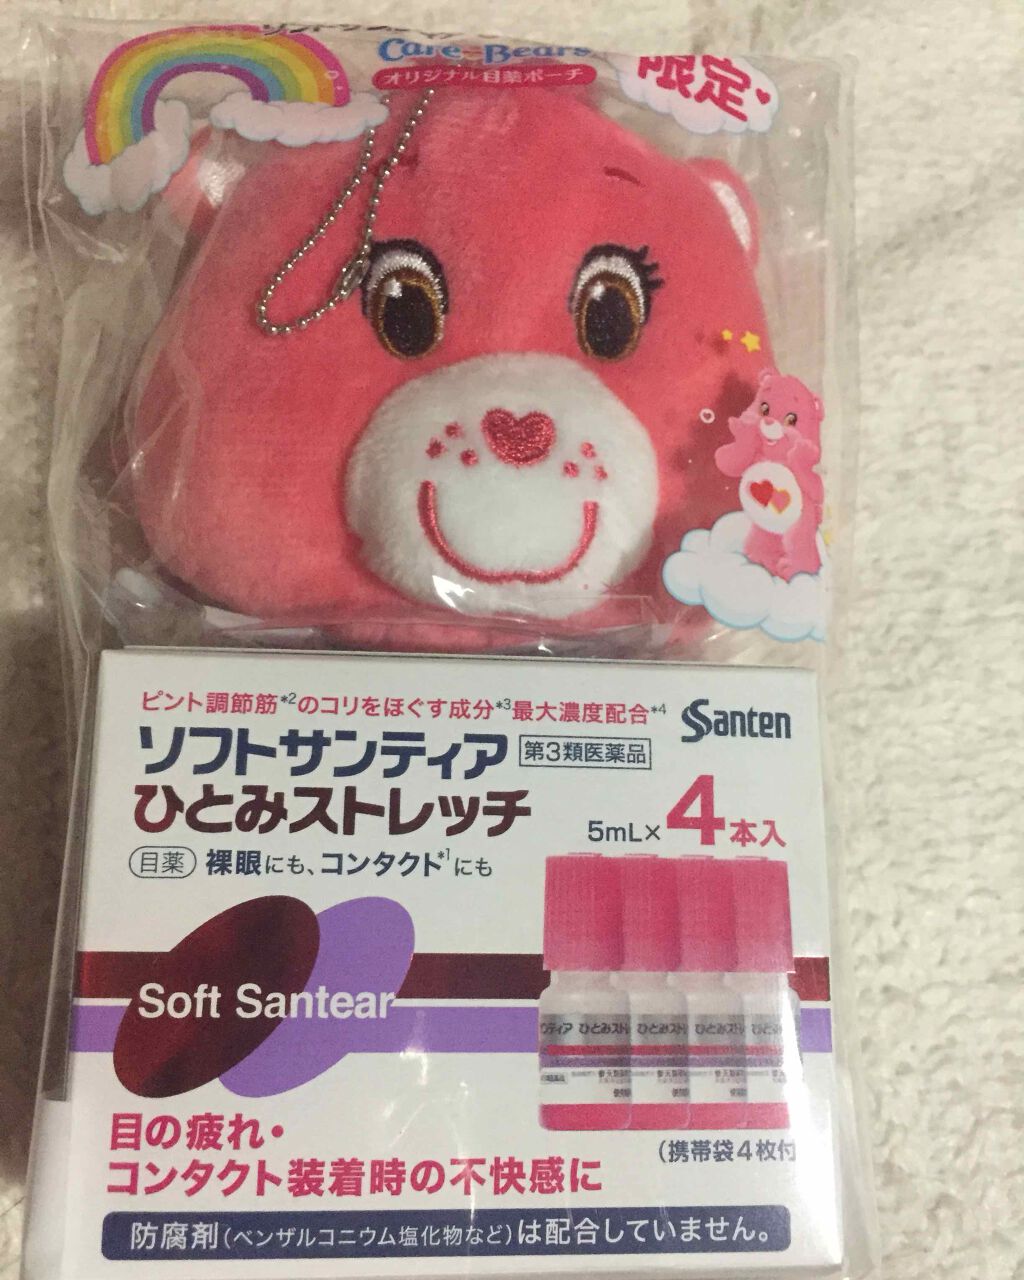 Care Bears
オリジナル目薬ポーチ
限定
ピント調節筋*2のコリをほぐす成分*3最大濃度配合*4
Santen
ソフトサンティア 第3類医薬品
ひとみストレッチ
5mL×4本入
目薬 裸眼にも、コンタクト*1にも
Soft Santear
ひとみスト
目の疲れ・
コンタクト装着時の不快感に
(携帯袋4枚付
防腐剤(ベンザルコニウム塩化物など)は配合していません。